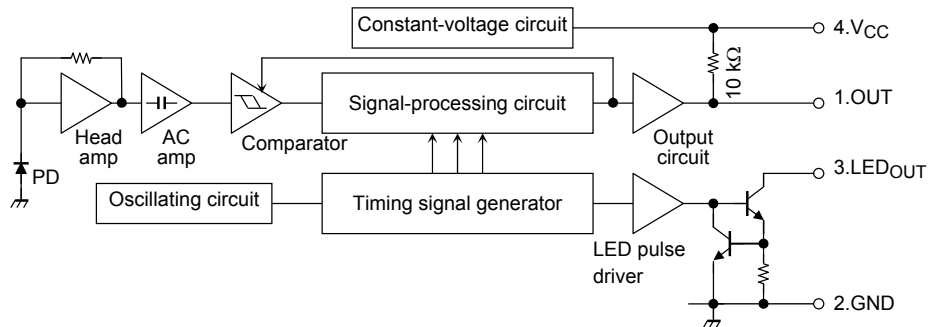 Constant-voltage circuit
4.VCC
10 kΩ
Signal-processing circuit
1.OUT
Head
amp
AC
amp
Comparator
Output
circuit
3.LEDOUT
PD
Oscillating circuit
Timing signal generator
LED pulse
driver
2.GND